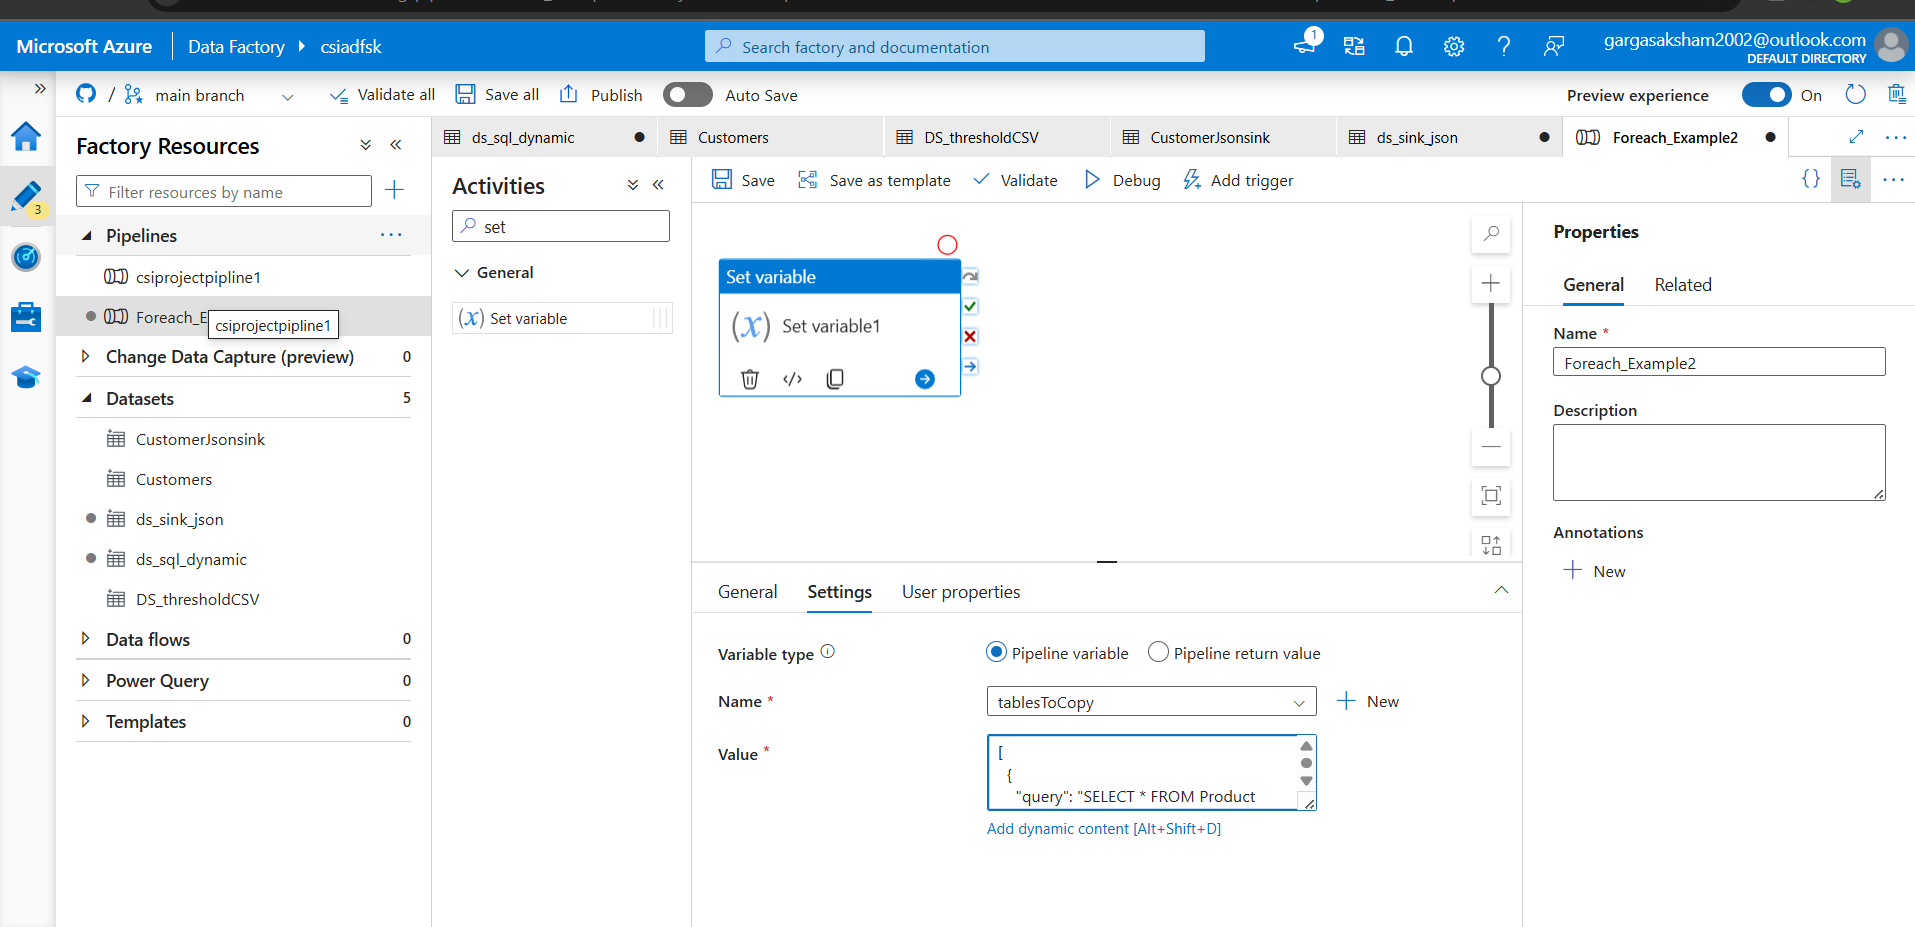 Microsoft Azure
Data Factory
csiadfsk
Search factory and documentation
1
gargasaksham2002@outlook.com
DEFAULT DIRECTORY
/
main branch
Validate all
Save all
Publish
Auto Save
Preview experience
On
3
Factory Resources
Filter resources by name
Pipelines
csiprojectpipline1
Foreach_E
csiprojectpipline1
Change Data Capture (preview) 0
Datasets 5
CustomerJsonsink
Customers
ds_sink_json
ds_sql_dynamic
DS_thresholdCSV
Data flows 0
Power Query 0
Templates 0
ds_sql_dynamic
Customers
DS_thresholdCSV
CustomerJsonsink
ds_sink_json
Foreach_Example2
Activities
set
General
(x) Set variable
Save
Save as template
Validate
Debug
Add trigger
{}
Set variable
(x) Set variable1
</>
General
Settings
User properties
Variable type
Pipeline variable
Pipeline return value
Name *
tablesToCopy
New
Value *
[
{
"query": "SELECT * FROM Product
Add dynamic content [Alt+Shift+D]
Properties
General
Related
Name *
Foreach_Example2
Description
Annotations
New